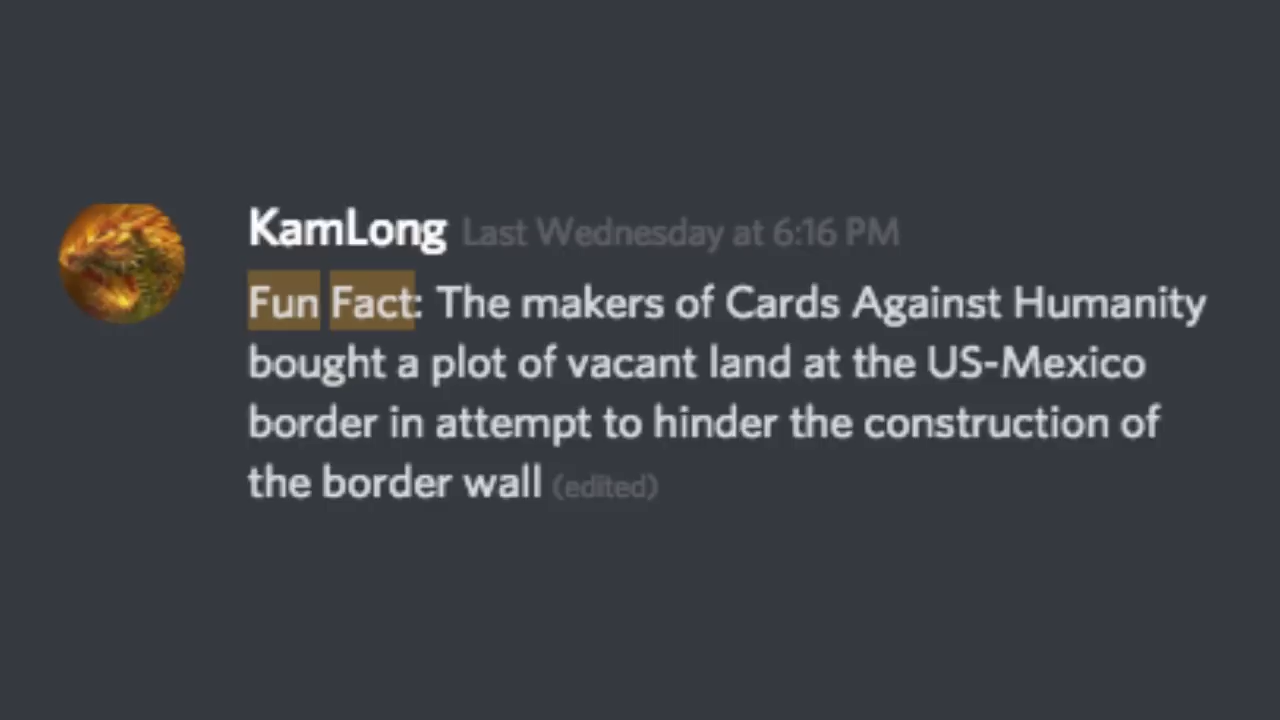 KamLong Last Wednesday at 6:16 PM
Fun Fact: The makers of Cards Against Humanity
bought a plot of vacant land at the US-Mexico
border in attempt to hinder the construction of
the border wall (edited)